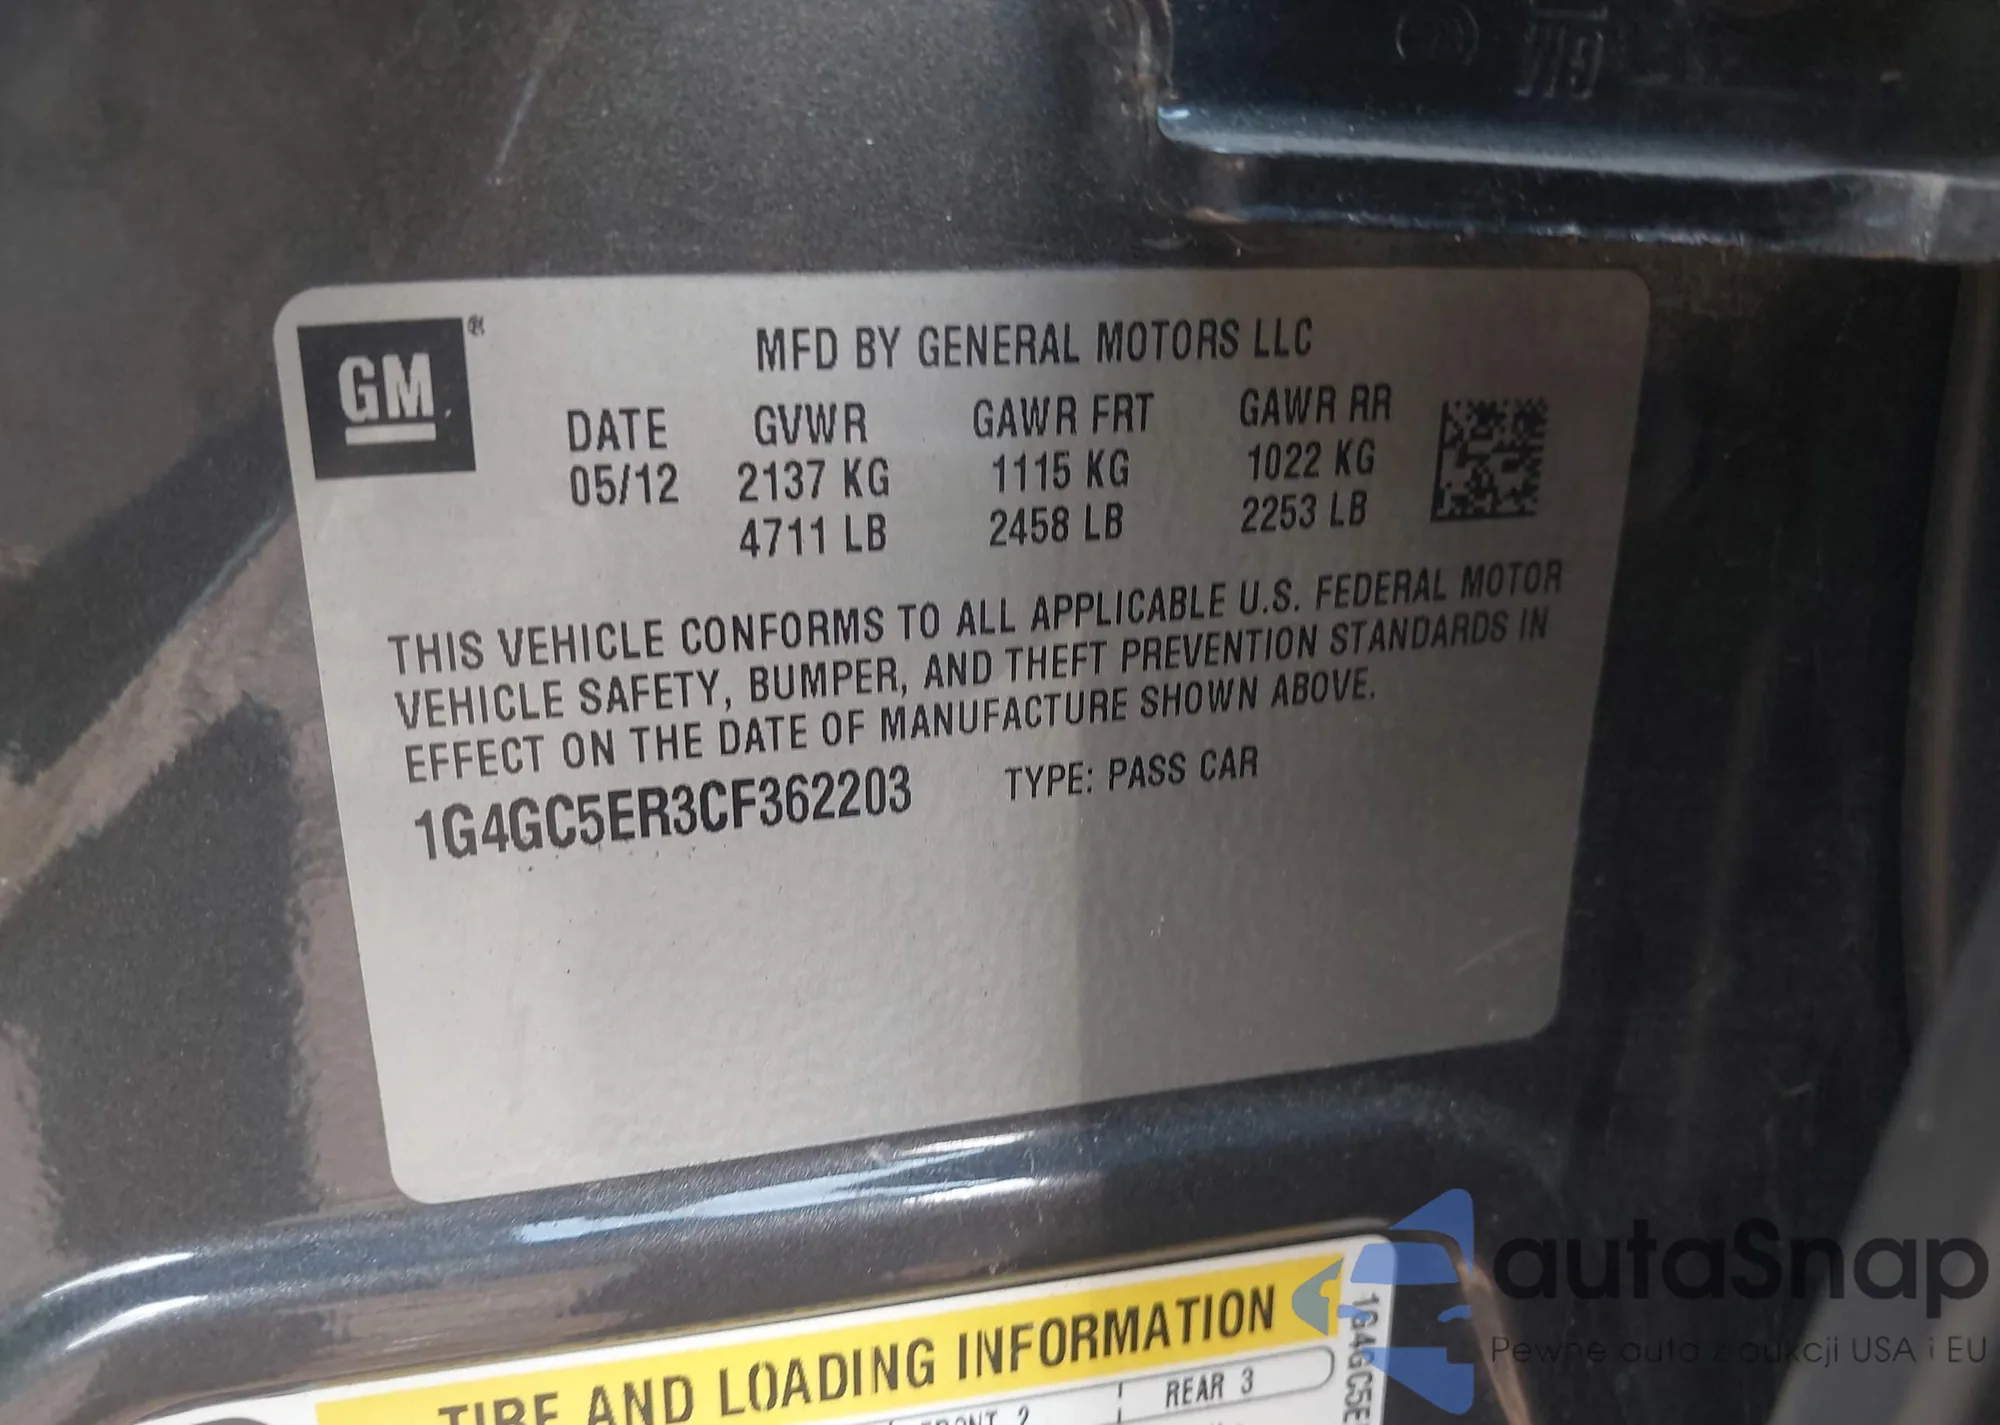 GM
MFD BY GENERAL MOTORS LLC
DATE GVWR GAWR FRT GAWR RR
05/12 2137 KG 1115 KG 1022 KG
4711 LB 2458 LB 2253 LB
THIS VEHICLE CONFORMS TO ALL APPLICABLE U.S. FEDERAL MOTOR
VEHICLE SAFETY, BUMPER, AND THEFT PREVENTION STANDARDS IN
EFFECT ON THE DATE OF MANUFACTURE SHOWN ABOVE.
1G4GC5ER3CF362203 TYPE: PASS CAR
TIRE AND LOADING INFORMATION
FRONT 2 REAR 3
1G4GC5E
autaSnap
Pewne auta z aukcji USA i EU